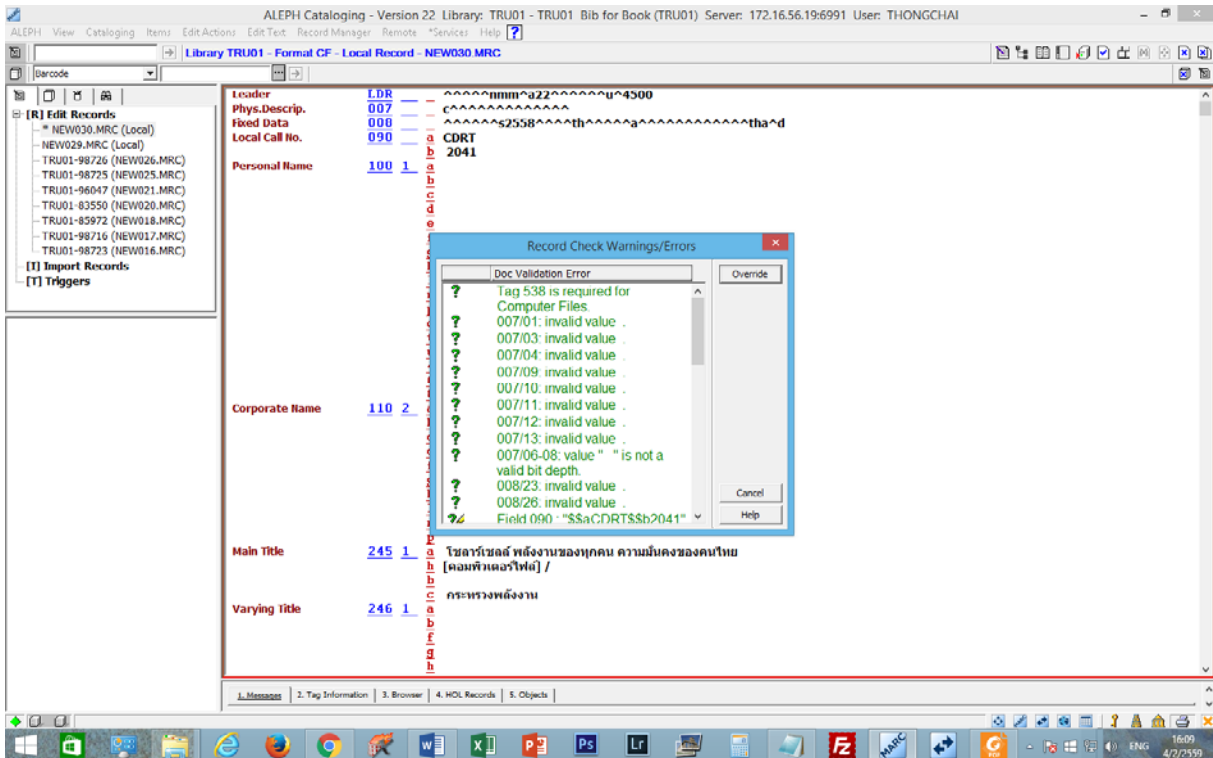 ALEPH Cataloging - Version 22 Library: TRU01 - TRU01 Bib for Book (TRU01) Server: 172.16.56.19:6991 User: THONGCHAI
ALEPH View Cataloging Items Edit Actions Edit Text Record Manager Remote *Services Help ?
Library TRU01 - Format CF - Local Record - NEW030.MRC
Barcode
[R] Edit Records
* NEW030.MRC (Local)
NEW029.MRC (Local)
TRU01-98726 (NEW026.MRC)
TRU01-98725 (NEW025.MRC)
TRU01-96047 (NEW021.MRC)
TRU01-83550 (NEW020.MRC)
TRU01-85972 (NEW018.MRC)
TRU01-98716 (NEW017.MRC)
TRU01-98723 (NEW016.MRC)
[I] Import Records
[T] Triggers
Leader LDR ^^^^^nmm^a22^^^^^^u^4500
Phys.Descrip. 007 c^^^^^^^^^^^^^
Fixed Data 008 ^^^^^^s2558^^^^th^^^^^a^^^^^^^^^^^^tha^d
Local Call No. 090 a CDRT
b 2041
Personal Name 100 1 a
b
c
d
e
Corporate Name 110 2
p
Main Title 245 1 a โซลาร์เซลล์ พลังงานของทุกคน ความมั่นคงของคนไทย
h [คอมพิวเตอร์ไฟล์] /
b
c กระทรวงพลังงาน
Varying Title 246 1 a
b
f
g
h
Record Check Warnings/Errors
Doc Validation Error
Override
? Tag 538 is required for
Computer Files.
? 007/01: invalid value .
? 007/03: invalid value .
? 007/04: invalid value .
? 007/09: invalid value .
? 007/10: invalid value .
? 007/11: invalid value .
? 007/12: invalid value .
? 007/13: invalid value .
? 007/06-08: value " " is not a
valid bit depth.
? 008/23: invalid value .
? 008/26: invalid value .
? Field 090 : "$$aCDRT$$b2041"
Cancel
Help
1. Messages 2. Tag Information 3. Browser 4. HOL Records 5. Objects
ENG 16:09
4/2/2559